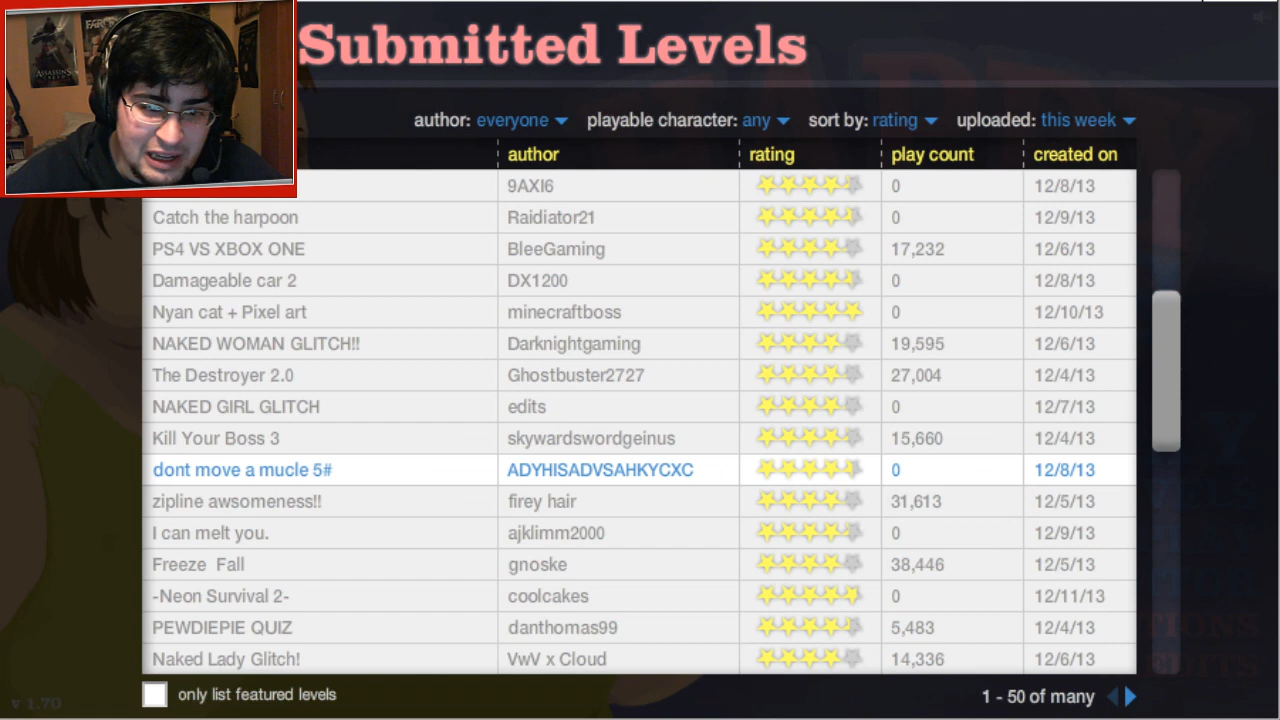 Submitted Levels
author: everyone playable character: any sort by: rating uploaded: this week
author rating play count created on
9AXI6 0 12/8/13
Catch the harpoon Raidiator21 0 12/9/13
PS4 VS XBOX ONE BleeGaming 17,232 12/6/13
Damageable car 2 DX1200 0 12/8/13
Nyan cat + Pixel art minecraftboss 0 12/10/13
NAKED WOMAN GLITCH!! Darknightgaming 19,595 12/6/13
The Destroyer 2.0 Ghostbuster2727 27,004 12/4/13
NAKED GIRL GLITCH edits 0 12/7/13
Kill Your Boss 3 skywardswordgeinus 15,660 12/4/13
dont move a mucle 5# ADYHISADVSAHKYCXC 0 12/8/13
zipline awsomeness!! firey hair 31,613 12/5/13
I can melt you. ajklimm2000 0 12/9/13
Freeze Fall gnoske 38,446 12/5/13
-Neon Survival 2- coolcakes 0 12/11/13
PEWDIEPIE QUIZ danthomas99 5,483 12/4/13
Naked Lady Glitch! VwV x Cloud 14,336 12/6/13
only list featured levels 1 - 50 of many
v 1.70